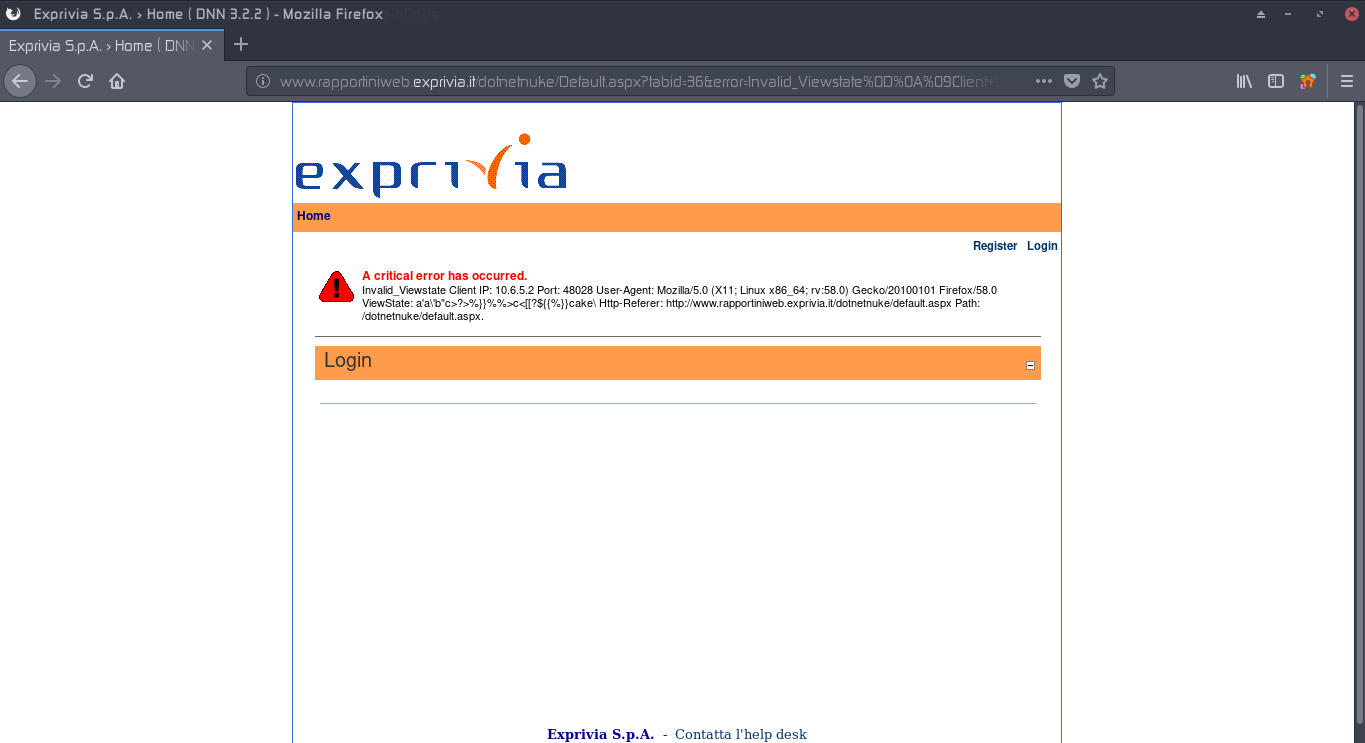 Exprivia S.p.A. > Home ( DNN 3.2.2 ) - Mozilla Firefox
Exprivia S.p.A. > Home ( DNN
www.rapportiniweb.exprivia.it/dotnetnuke/Default.aspx?tabid=36&error=Invalid_Viewstate%0D%0A%09Client
exprivia
Home
Register Login
A critical error has occurred.
Invalid_Viewstate Client IP: 10.6.5.2 Port: 48028 User-Agent: Mozilla/5.0 (X11; Linux x86_64; rv:58.0) Gecko/20100101 Firefox/58.0
ViewState: a'a\'b"c>?>%}}%%>c<[[?${{%}}cake\ Http-Referer: http://www.rapportiniweb.exprivia.it/dotnetnuke/default.aspx Path:
/dotnetnuke/default.aspx.
Login
Exprivia S.p.A. - Contatta l'help desk